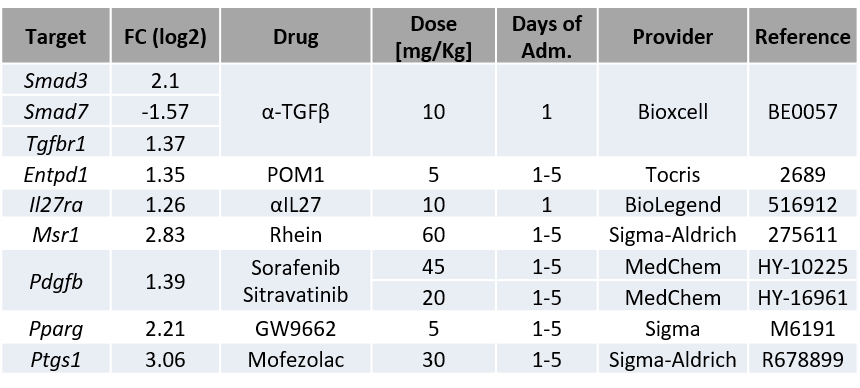 Target FC (log2) Drug Dose [mg/Kg] Days of Adm. Provider Reference
Smad3 2.1
Smad7 -1.57 α-TGFβ 10 1 Bioxcell BE0057
Tgfbr1 1.37
Entpd1 1.35 POM1 5 1-5 Tocris 2689
Il27ra 1.26 αIL27 10 1 BioLegend 516912
Msr1 2.83 Rhein 60 1-5 Sigma-Aldrich 275611
Pdgfb 1.39 Sorafenib 45 1-5 MedChem HY-10225
Sitravatinib 20 1-5 MedChem HY-16961
Pparg 2.21 GW9662 5 1-5 Sigma M6191
Ptgs1 3.06 Mofezolac 30 1-5 Sigma-Aldrich R678899